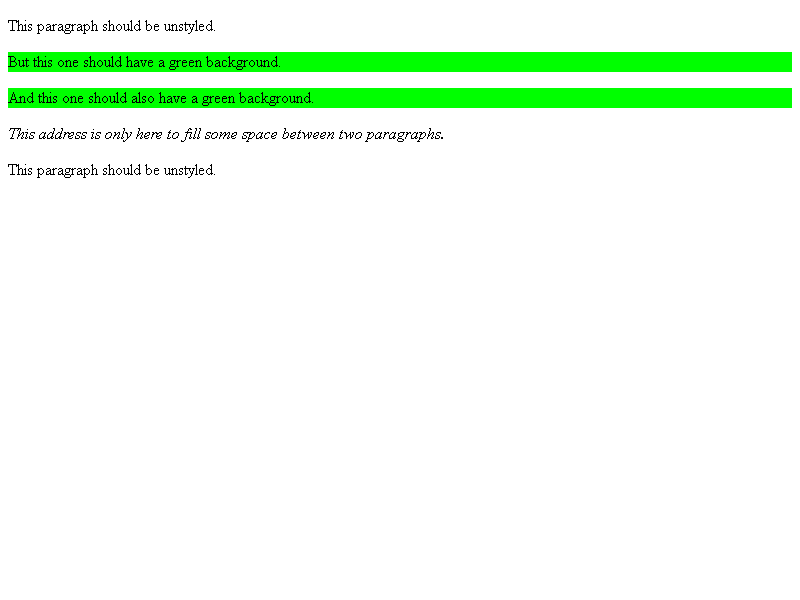 This paragraph should be unstyled.
But this one should have a green background.
And this one should also have a green background.
This address is only here to fill some space between two paragraphs.
This paragraph should be unstyled.